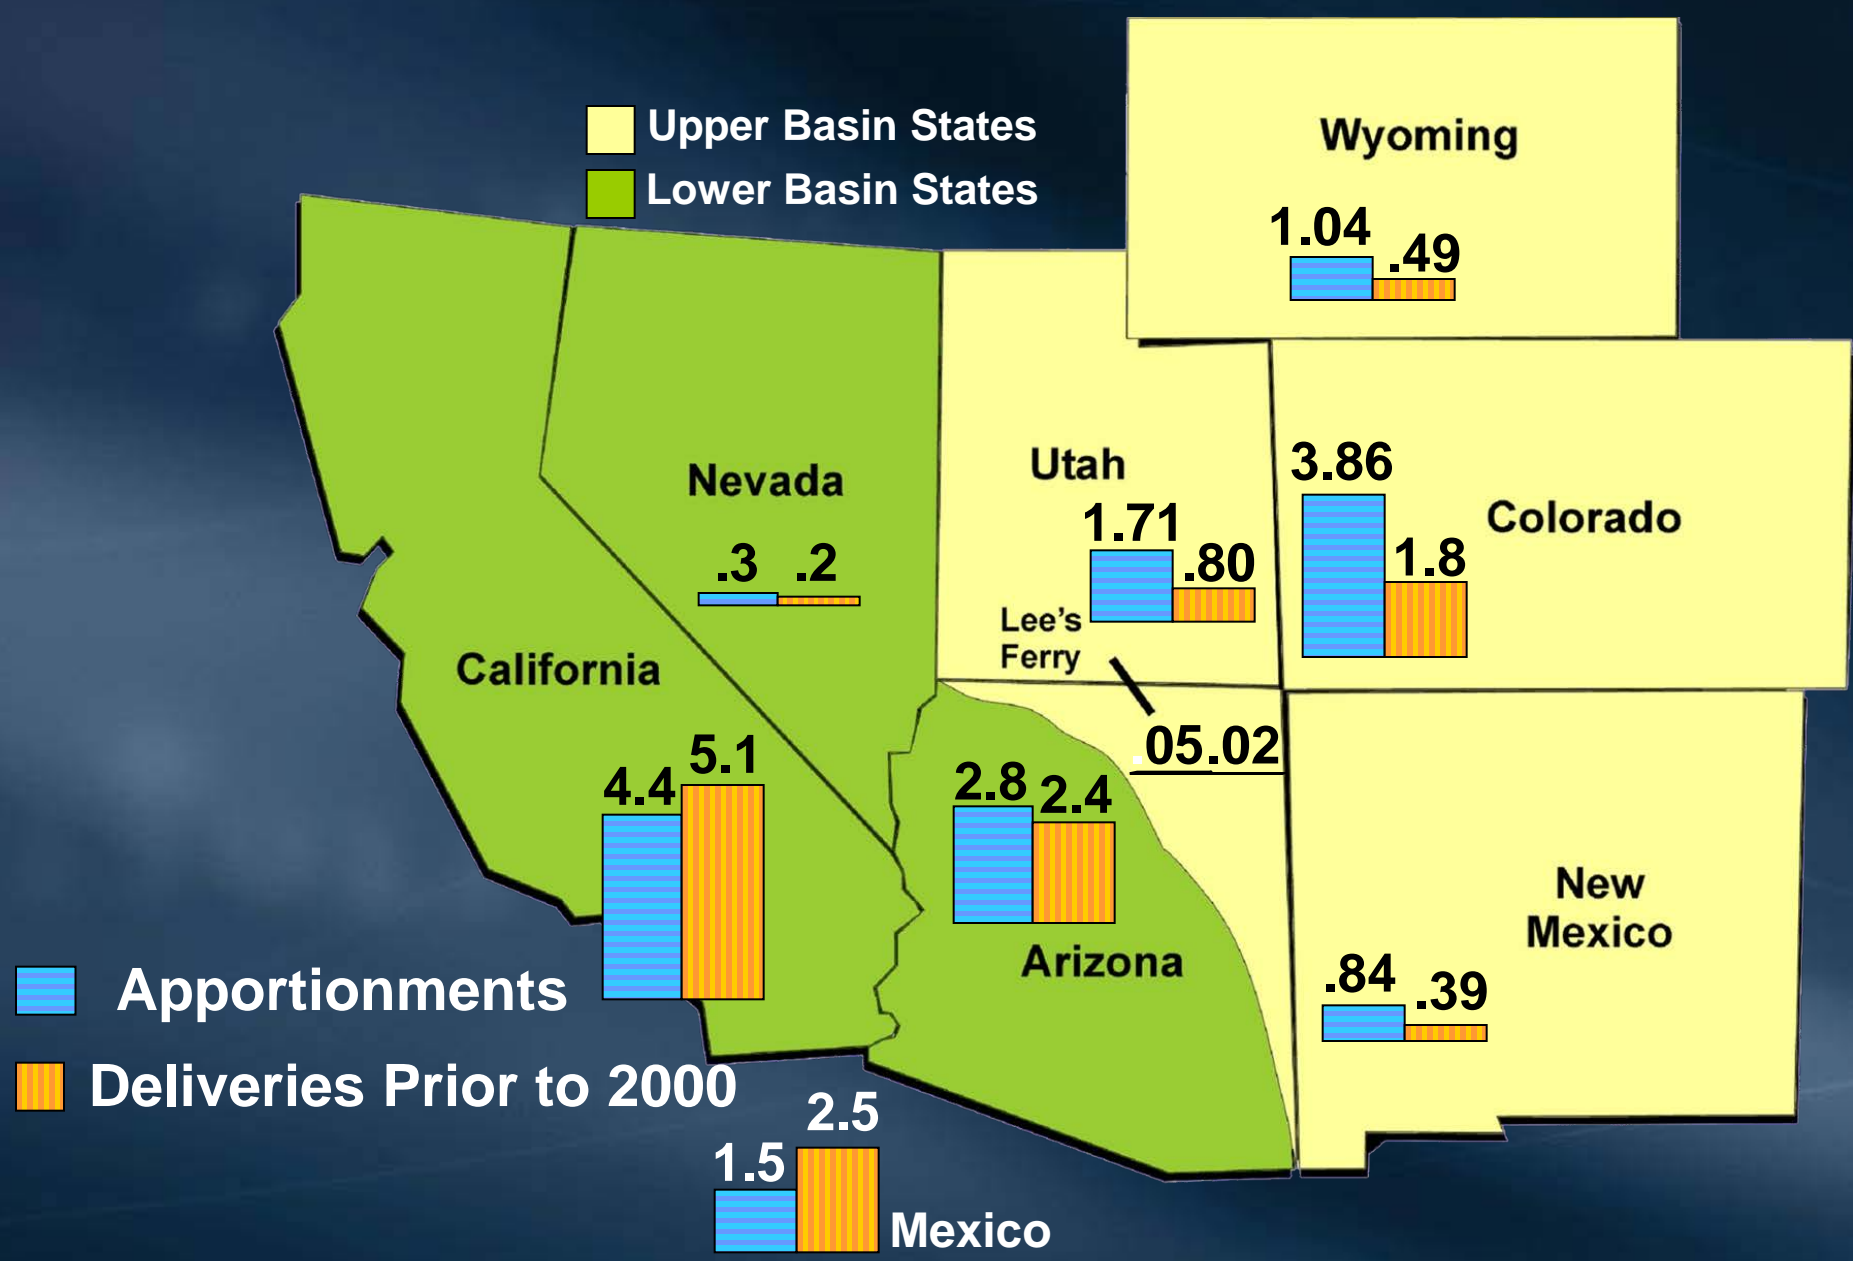 Upper Basin States
Lower Basin States
Wyoming
1.04 .49
Utah
1.71 .80
3.86 1.8
Colorado
Nevada
.3 .2
Lee's
Ferry
.05 .02
California
4.4 5.1
2.8 2.4
Arizona
New
Mexico
.84 .39
Apportionments
Deliveries Prior to 2000
1.5 2.5
Mexico